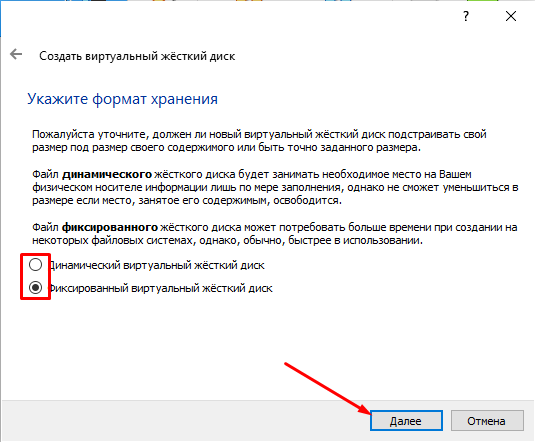 ?
Создать виртуальный жёсткий диск
Укажите формат хранения
Пожалуйста уточните, должен ли новый виртуальный жёсткий диск подстраивать свой
размер под размер своего содержимого или быть точно заданного размера.
Файл динамического жёсткого диска будет занимать необходимое место на Вашем
физическом носителе информации лишь по мере заполнения, однако не сможет уменьшиться в
размере если место, занятое его содержимым, освободится.
Файл фиксированного жёсткого диска может потребовать больше времени при создании на
некоторых файловых системах, однако, обычно, быстрее в использовании.
Динамический виртуальный жёсткий диск
Фиксированный виртуальный жёсткий диск
Далее
Отмена